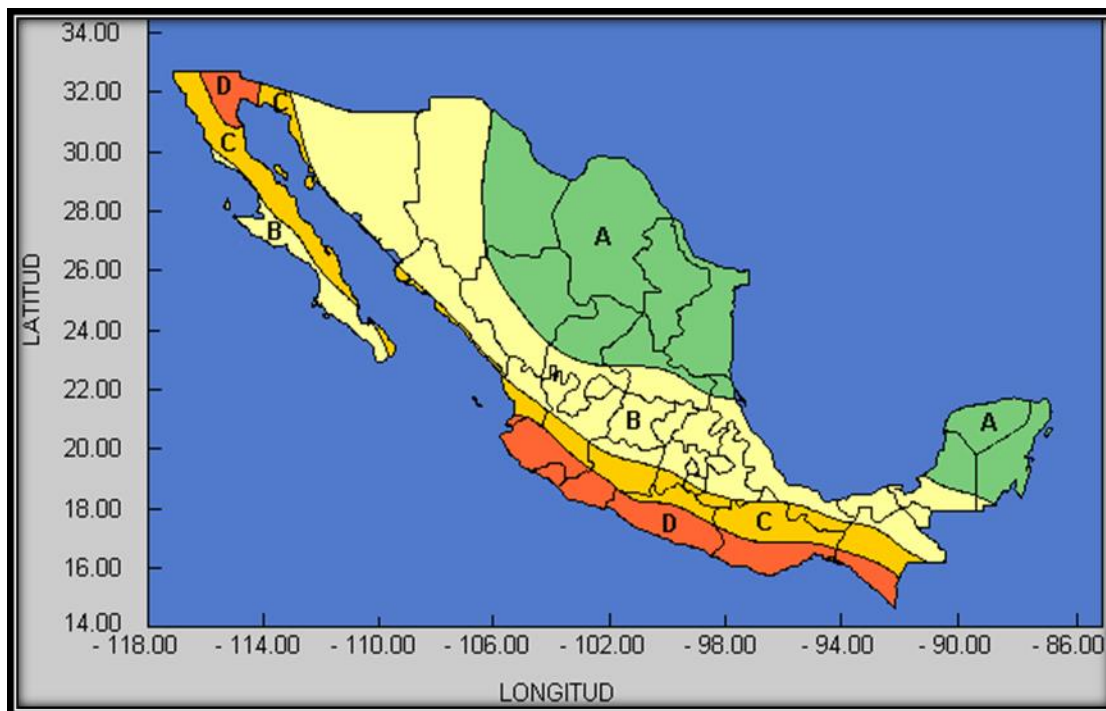 34.00
32.00
30.00
28.00
26.00
24.00
22.00
20.00
18.00
16.00
14.00
LATITUD
D
C
C
B
A
B
A
C
D
- 118.00 - 114.00 - 110.00 - 106.00 - 102.00 - 98.00 - 94.00 - 90.00 - 86.00
LONGITUD